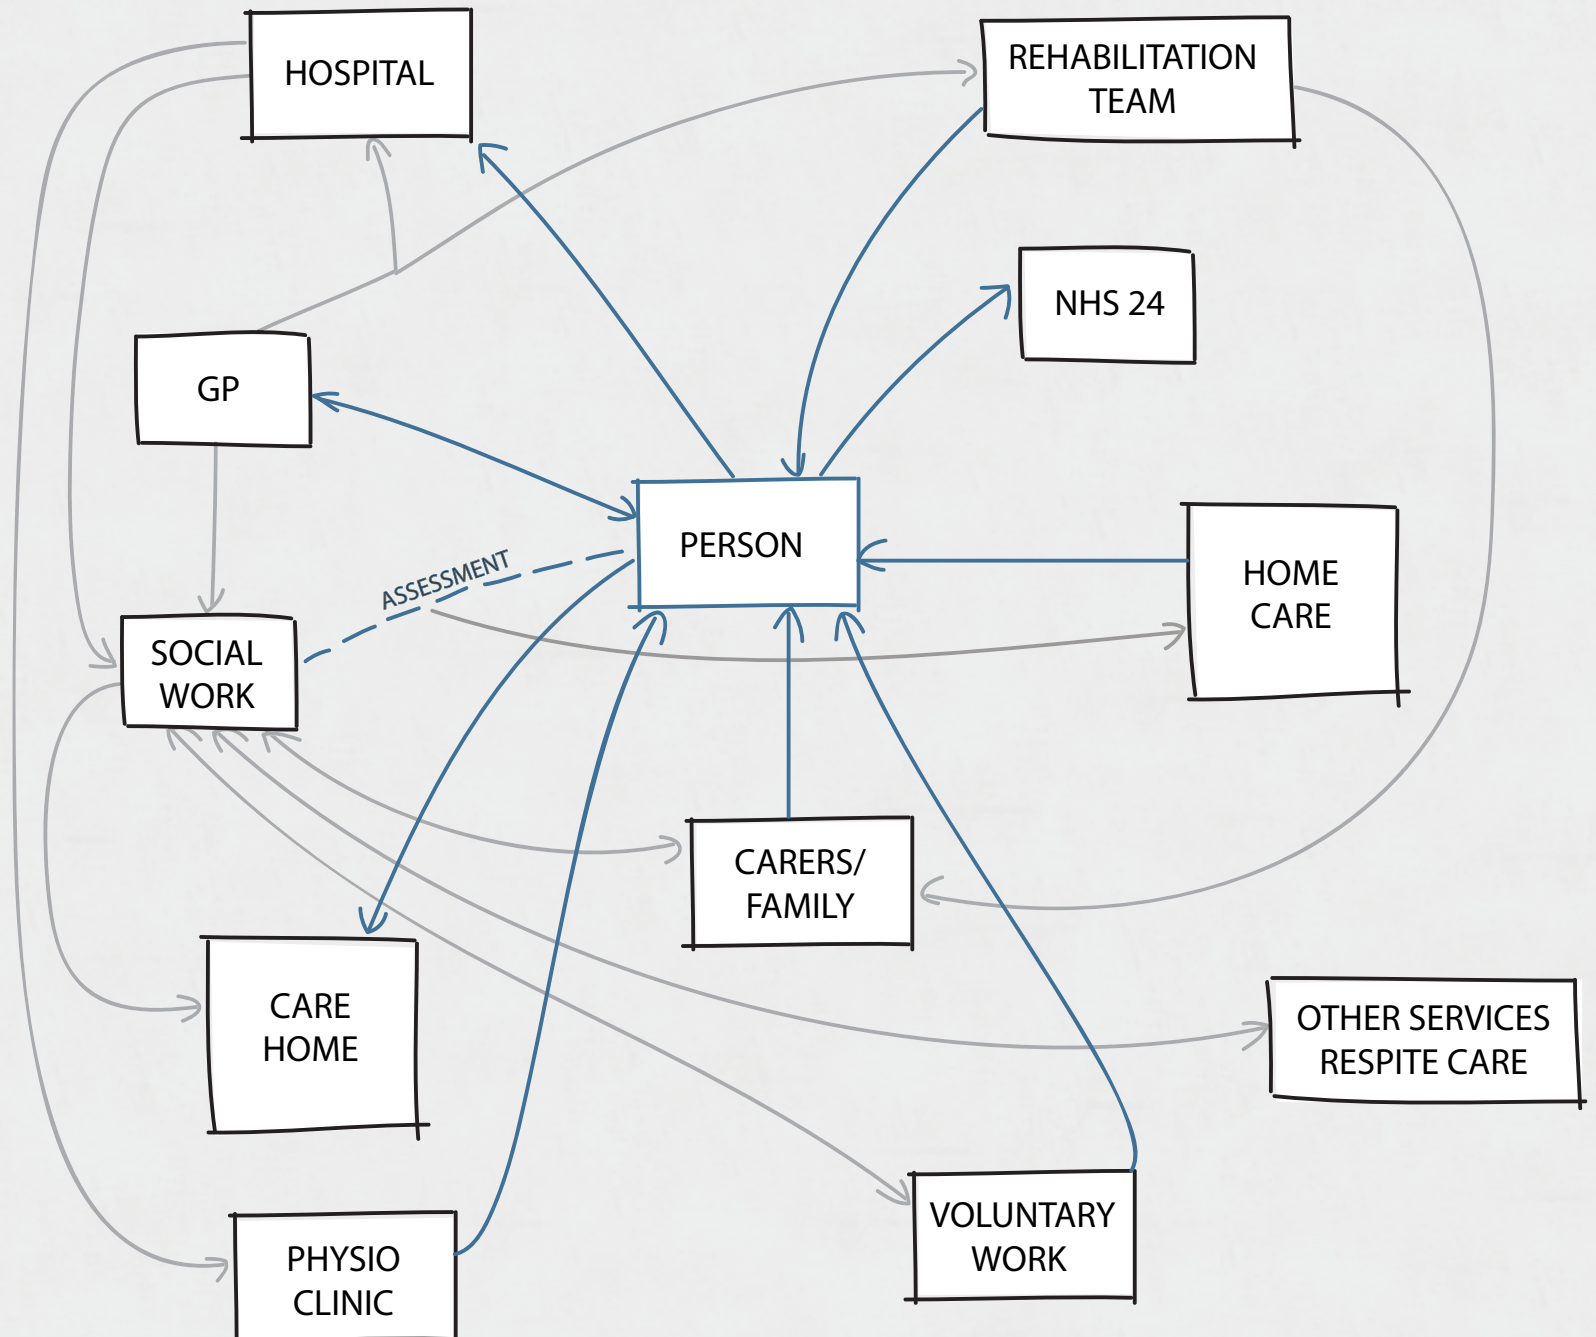 HOSPITAL
REHABILITATION
TEAM
NHS 24
GP
PERSON
ASSESSMENT
HOME
CARE
SOCIAL
WORK
CARERS/
FAMILY
CARE
HOME
OTHER SERVICES
RESPITE CARE
VOLUNTARY
WORK
PHYSIO
CLINIC